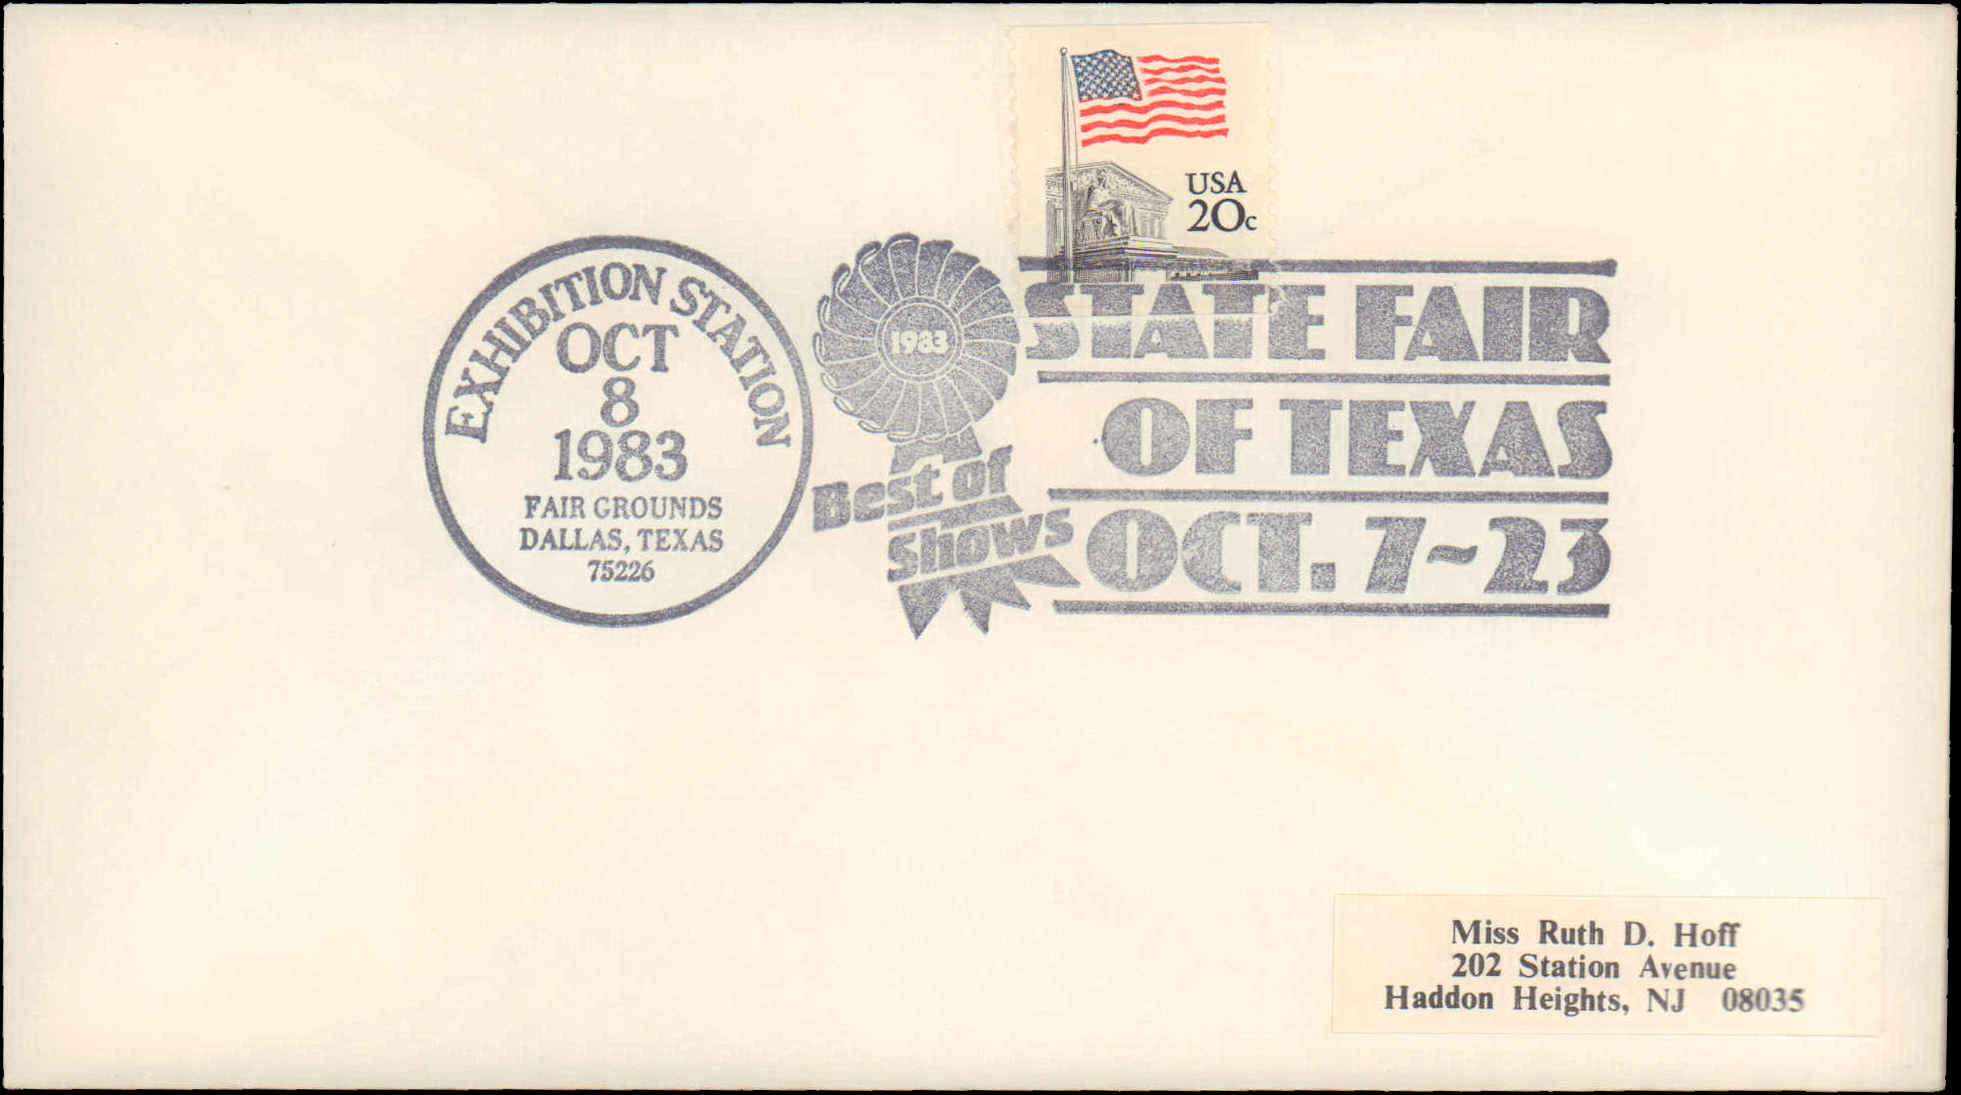 USA
20c
EXHIBITION STATION
OCT
8
1983
FAIR GROUNDS
DALLAS, TEXAS
75226
1983
Best of
Shows
STATE FAIR
OF TEXAS
OCT. 7~23
Miss Ruth D. Hoff
202 Station Avenue
Haddon Heights, NJ 08035